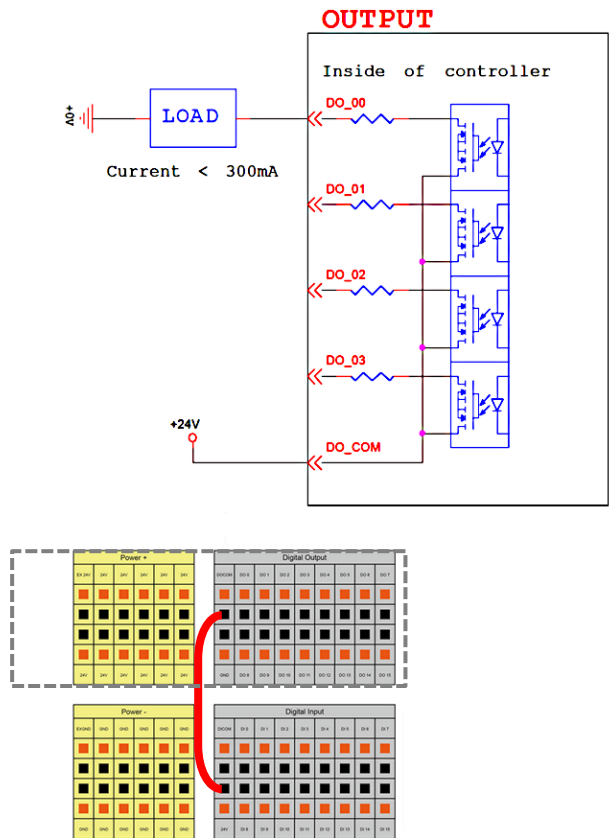 OUTPUT
Inside of controller
DO_00
LOAD
+0V
Current < 300mA
DO_01
DO_02
DO_03
+24V
DO_COM
Power +
Digital Output
EX 24V 24V 24V 24V 24V 24V
DOCOM DO 0 DO 1 DO 2 DO 3 DO 4 DO 5 DO 6 DO 7
24V 24V 24V 24V 24V 24V
GND DO 8 DO 9 DO 10 DO 11 DO 12 DO 13 DO 14 DO 15
Power -
Digital Input
EXGND GND GND GND GND GND
DICOM DI 0 DI 1 DI 2 DI 3 DI 4 DI 5 DI 6 DI 7
GND GND GND GND GND GND
24V DI 8 DI 9 DI 10 DI 11 DI 12 DI 13 DI 14 DI 15